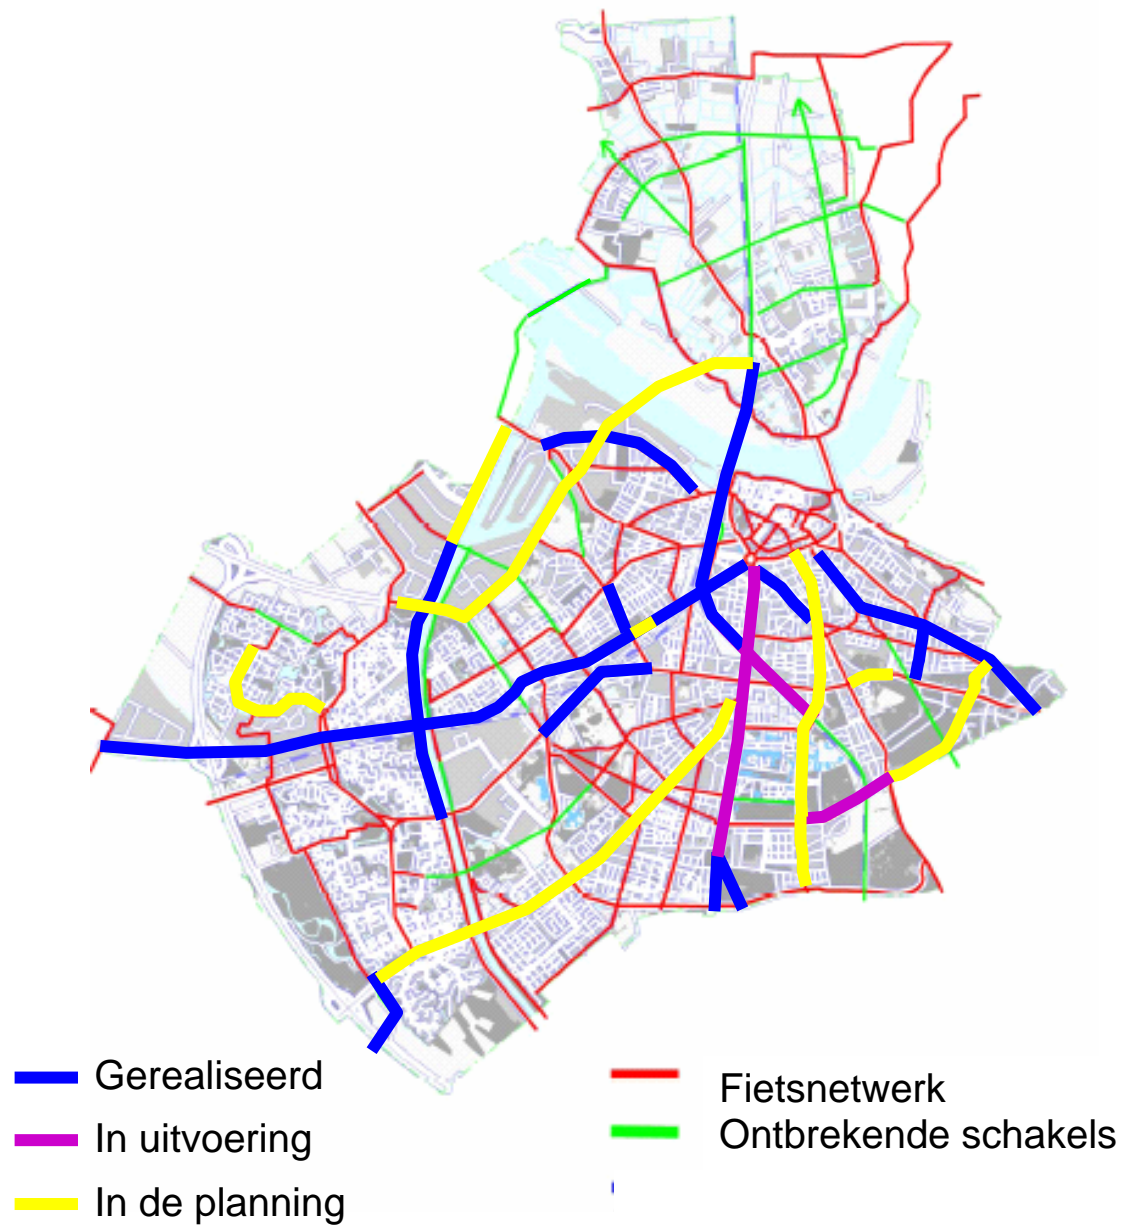 Gerealiseerd
In uitvoering
In de planning
Fietsnetwerk
Ontbrekende schakels